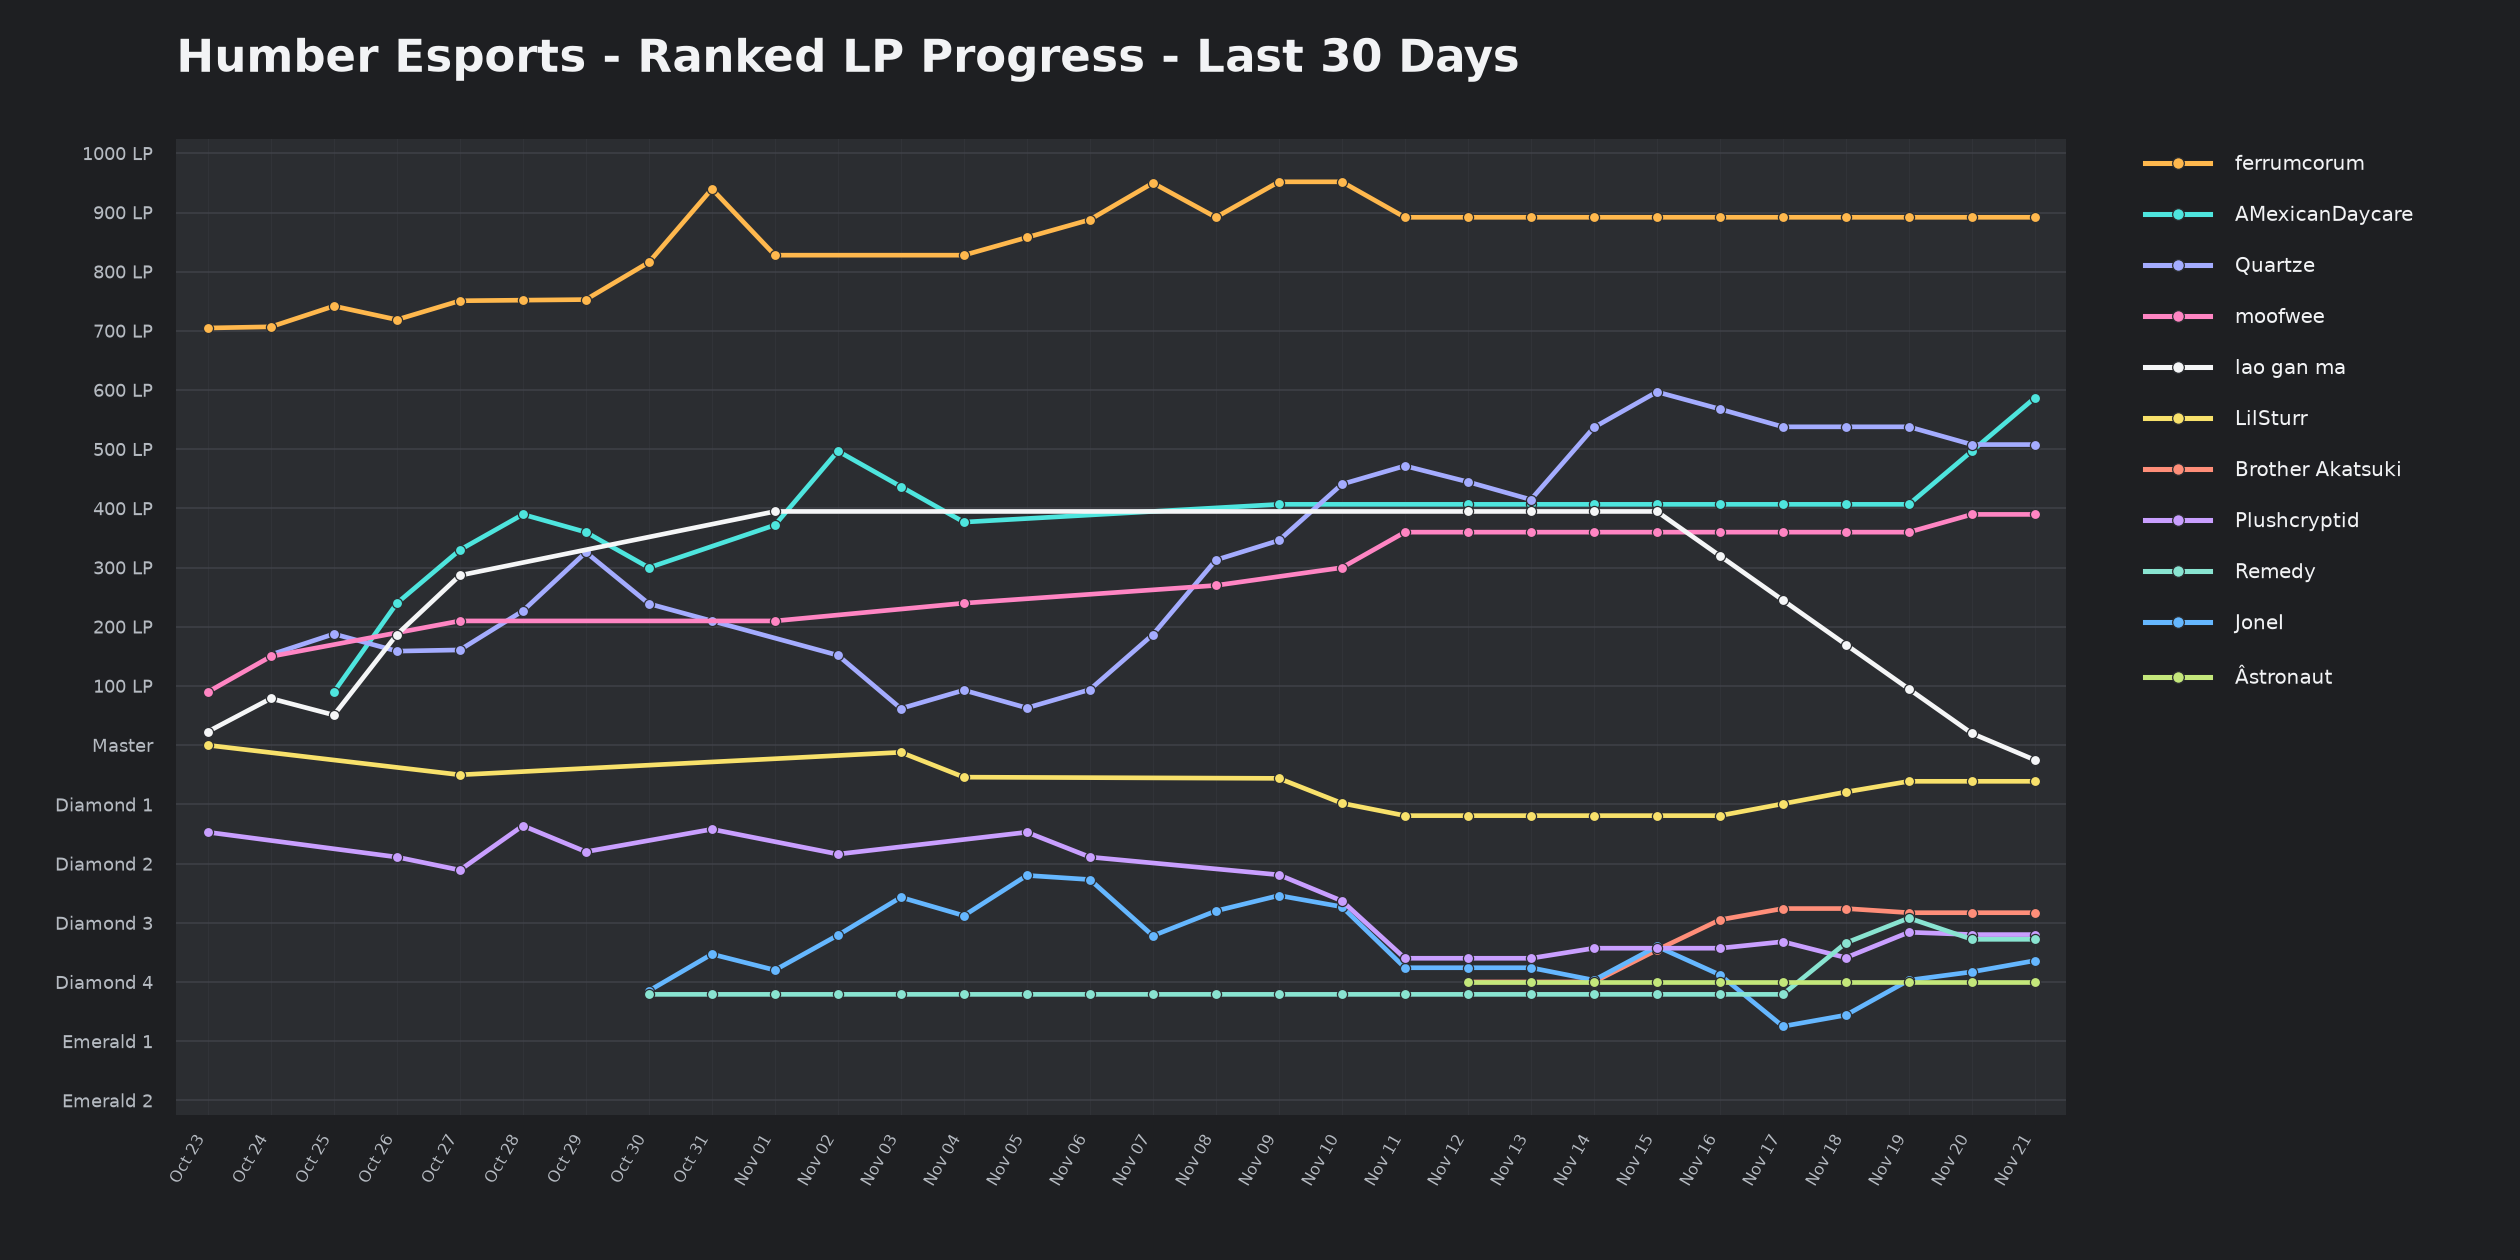 Humber Esports - Ranked LP Progress - Last 30 Days
1000 LP
900 LP
800 LP
700 LP
600 LP
500 LP
400 LP
300 LP
200 LP
100 LP
Master
Diamond 1
Diamond 2
Diamond 3
Diamond 4
Emerald 1
Emerald 2
Oct 23
Oct 24
Oct 25
Oct 26
Oct 27
Oct 28
Oct 29
Oct 30
Oct 31
Nov 01
Nov 02
Nov 03
Nov 04
Nov 05
Nov 06
Nov 07
Nov 08
Nov 09
Nov 10
Nov 11
Nov 12
Nov 13
Nov 14
Nov 15
Nov 16
Nov 17
Nov 18
Nov 19
Nov 20
Nov 21
ferrumcorum
AMexicanDaycare
Quartze
moofwee
lao gan ma
LilSturr
Brother Akatsuki
Plushcryptid
Remedy
Jonel
Âstronaut